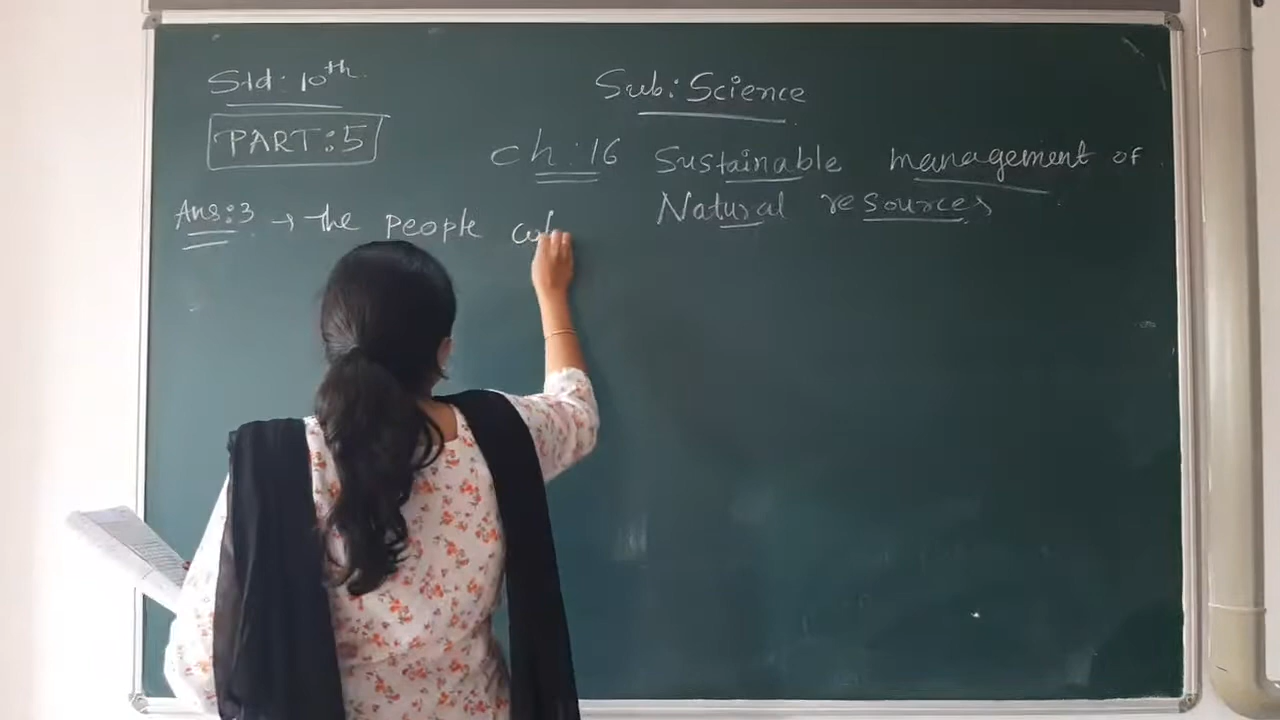 Std: 10th
Sub: Science
PART: 5
ch: 16 Sustainable management of
Natural resources
Ans: 3 → the people